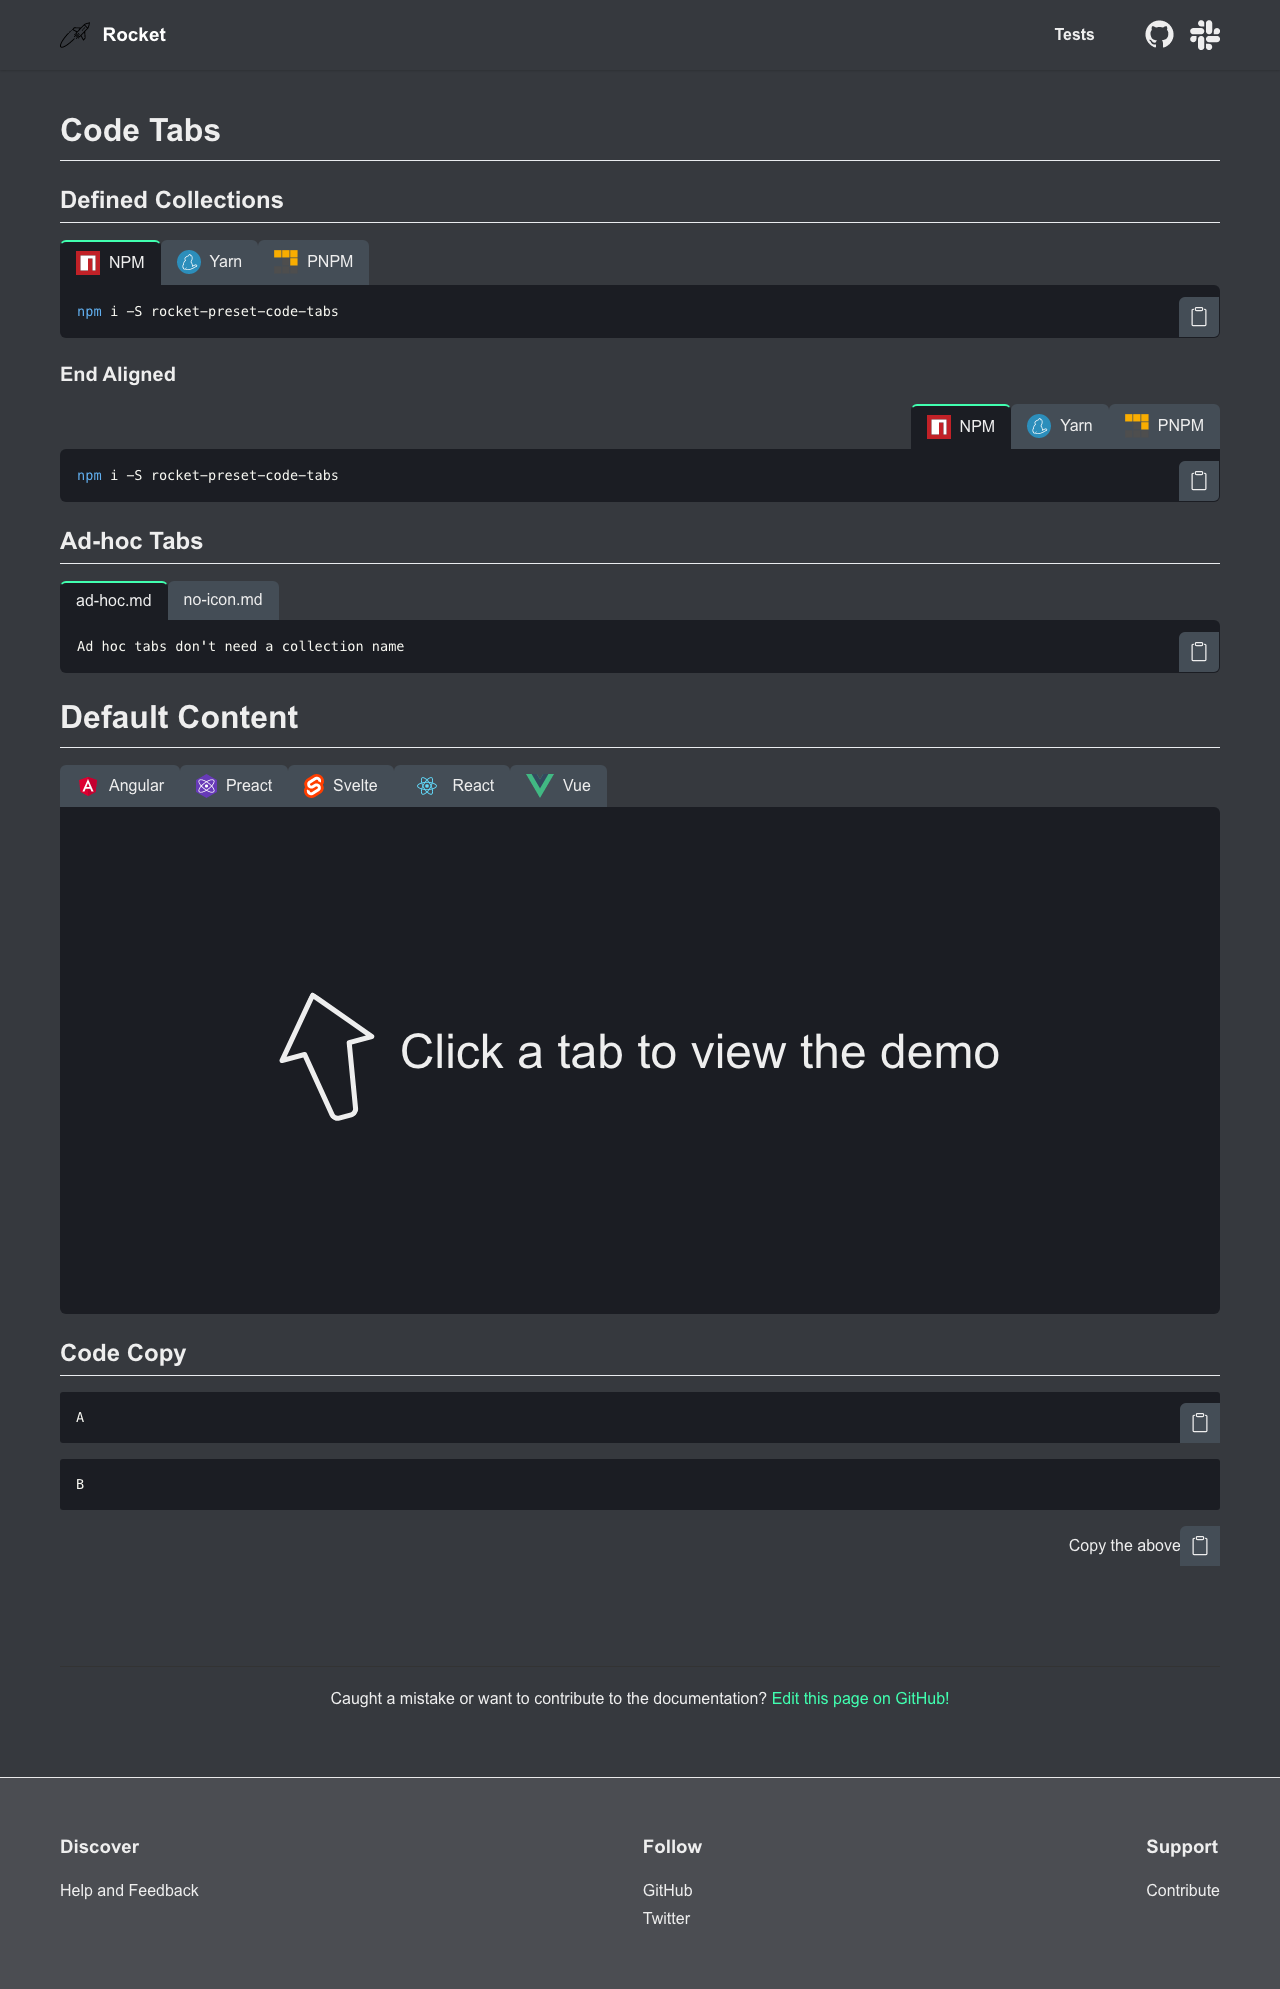 Rocket
Tests
Code Tabs
Defined Collections
NPM
Yarn
PNPM
npm i -S rocket-preset-code-tabs
End Aligned
NPM
Yarn
PNPM
npm i -S rocket-preset-code-tabs
Ad-hoc Tabs
ad-hoc.md
no-icon.md
Ad hoc tabs don't need a collection name
Default Content
Angular
Preact
Svelte
React
Vue
Click a tab to view the demo
Code Copy
A
B
Copy the above
Caught a mistake or want to contribute to the documentation? Edit this page on GitHub!
Discover
Help and Feedback
Follow
GitHub
Twitter
Support
Contribute